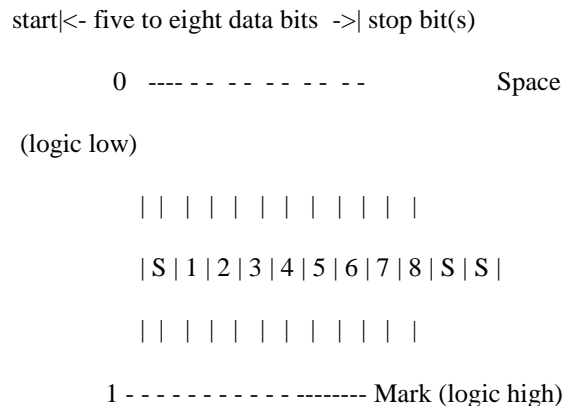 start|<- five to eight data bits ->| stop bit(s)
0 ---- - - - - - - - - Space
(logic low)
| | | | | | | | | | | |
| S | 1 | 2 | 3 | 4 | 5 | 6 | 7 | 8 | S | S |
| | | | | | | | | | | |
1 - - - - - - - - - - - -------- Mark (logic high)